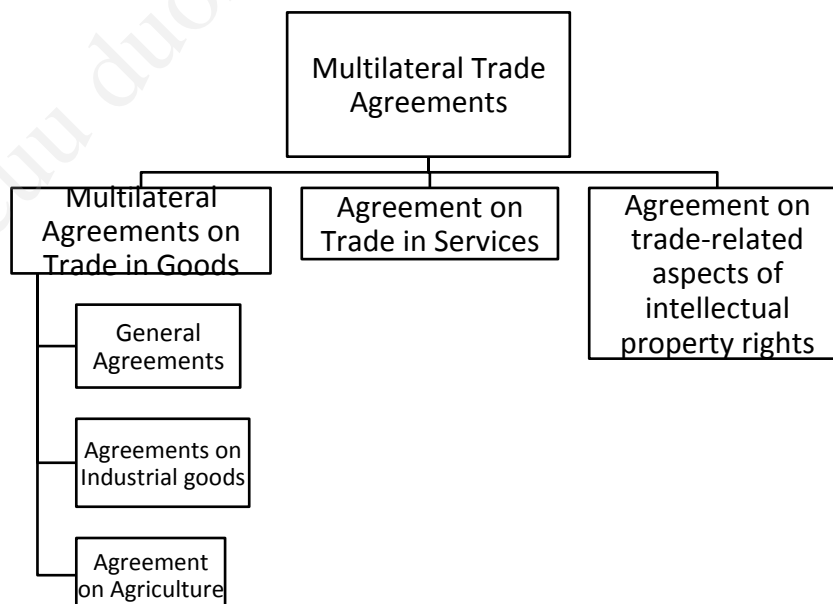 Multilateral Trade
Agreements
Multilateral
Agreements on
Trade in Goods
Agreement on
Trade in Services
Agreement on
trade-related
aspects of
intellectual
property rights
General
Agreements
Agreements on
Industrial goods
Agreement
on Agriculture